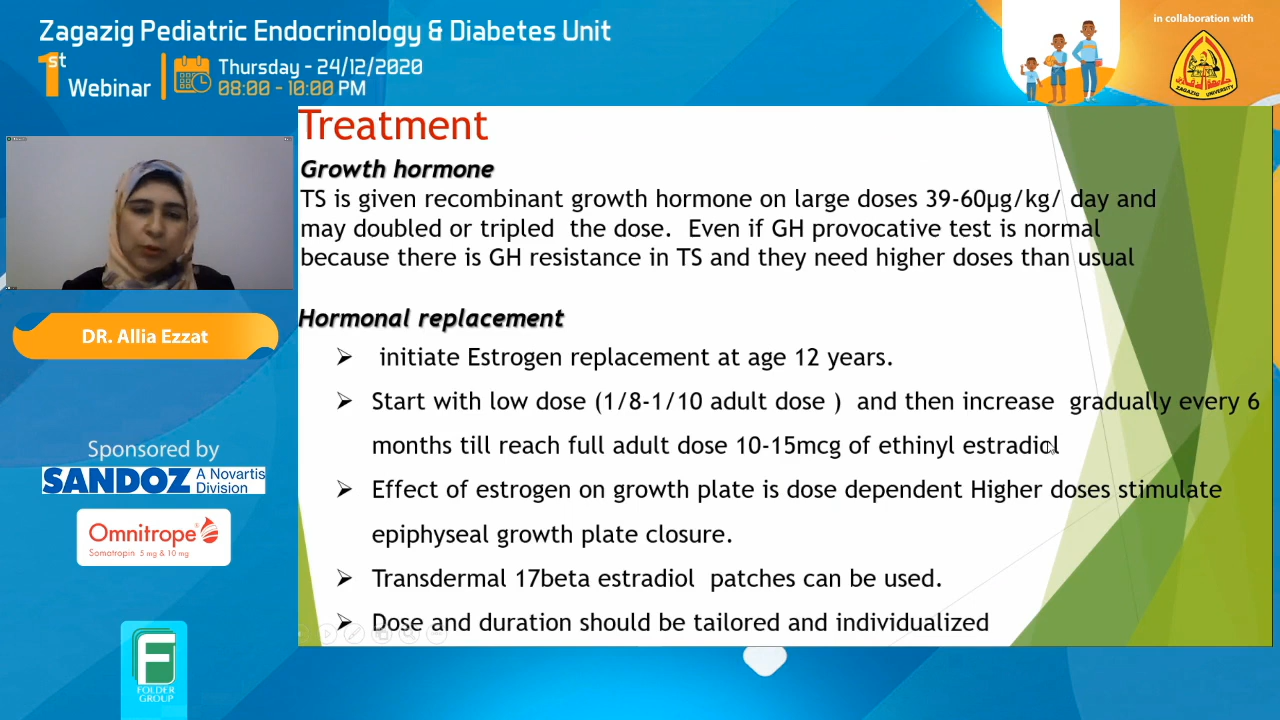 Zagazig Pediatric Endocrinology & Diabetes Unit
1st Webinar
Thursday - 24/12/2020
08:00 - 10:00 PM
in collaboration with
ZAGAZIG UNIVERSITY
Treatment
Growth hormone
TS is given recombinant growth hormone on large doses 39-60µg/kg/ day and
may doubled or tripled the dose. Even if GH provocative test is normal
because there is GH resistance in TS and they need higher doses than usual
Hormonal replacement
➢ initiate Estrogen replacement at age 12 years.
➢ Start with low dose (1/8-1/10 adult dose ) and then increase gradually every 6
months till reach full adult dose 10-15mcg of ethinyl estradiol
➢ Effect of estrogen on growth plate is dose dependent Higher doses stimulate
epiphyseal growth plate closure.
➢ Transdermal 17beta estradiol patches can be used.
➢ Dose and duration should be tailored and individualized
DR. Allia Ezzat
Sponsored by
SANDOZ A Novartis
Division
Omnitrope®
Somatropin 5 mg & 10 mg
FOLDER
GROUP